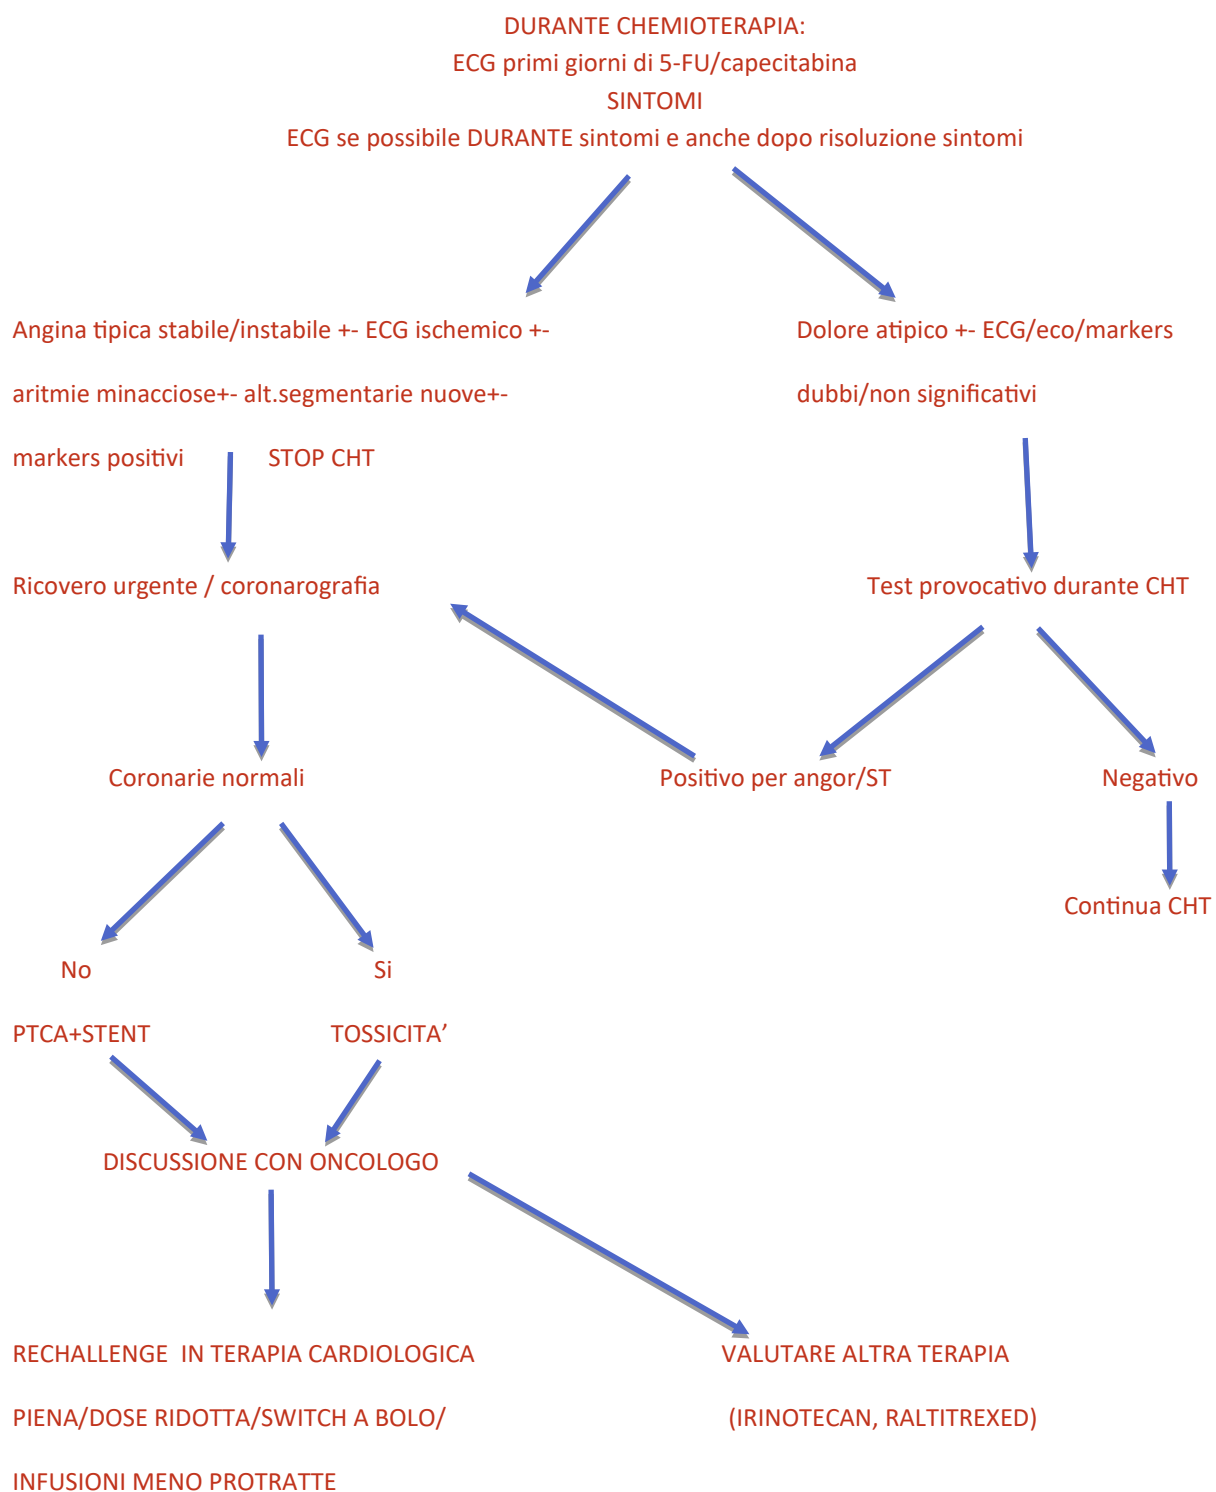 DURANTE CHEMIOTERAPIA:
ECG primi giorni di 5-FU/capecitabina
SINTOMI
ECG se possibile DURANTE sintomi e anche dopo risoluzione sintomi
Angina tipica stabile/instabile +- ECG ischemico +-
aritmie minacciose+- alt.segmentarie nuove+-
markers positivi STOP CHT
Dolore atipico +- ECG/eco/markers
dubbi/non significativi
Ricovero urgente / coronarografia
Test provocativo durante CHT
Coronarie normali
Positivo per angor/ST
Negativo
Continua CHT
No
Si
PTCA+STENT
TOSSICITA’
DISCUSSIONE CON ONCOLOGO
RECHALLENGE IN TERAPIA CARDIOLOGICA
PIENA/DOSE RIDOTTA/SWITCH A BOLO/
INFUSIONI MENO PROTRATTE
VALUTARE ALTRA TERAPIA
(IRINOTECAN, RALTITREXED)